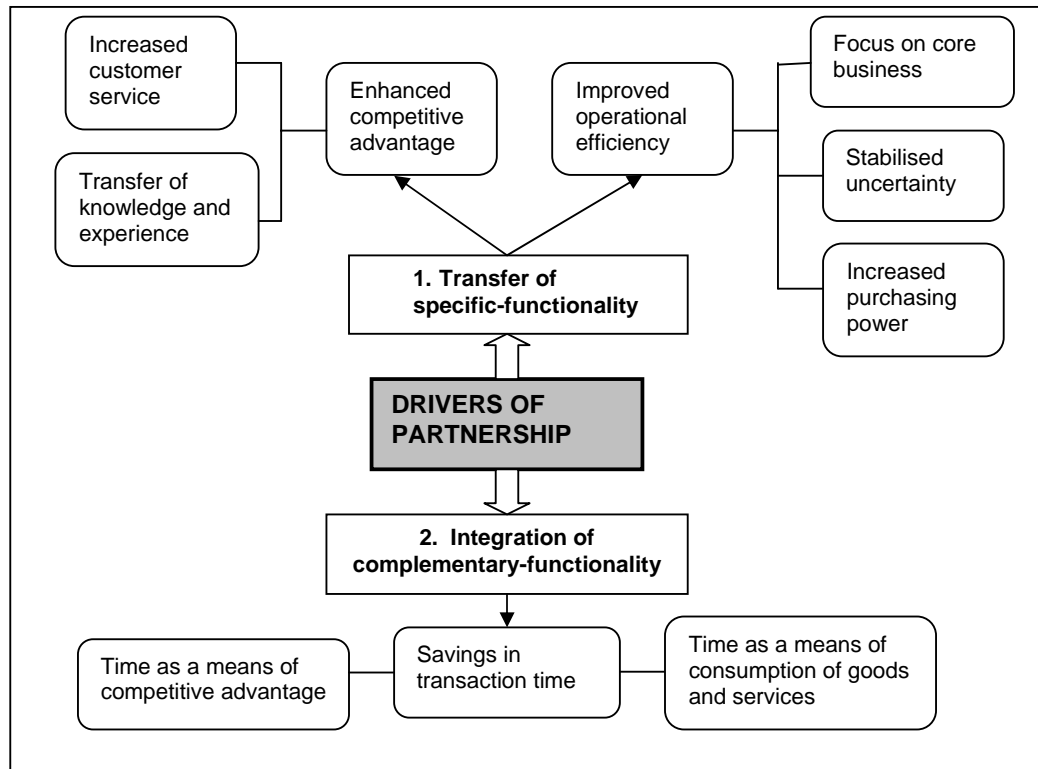 Increased
customer
service
Transfer of
knowledge and
experience
Enhanced
competitive
advantage
Improved
operational
efficiency
Focus on core
business
Stabilised
uncertainty
Increased
purchasing
power
1. Transfer of
specific-functionality
DRIVERS OF
PARTNERSHIP
2. Integration of
complementary-functionality
Time as a means of
competitive advantage
Savings in
transaction time
Time as a means of
consumption of goods
and services